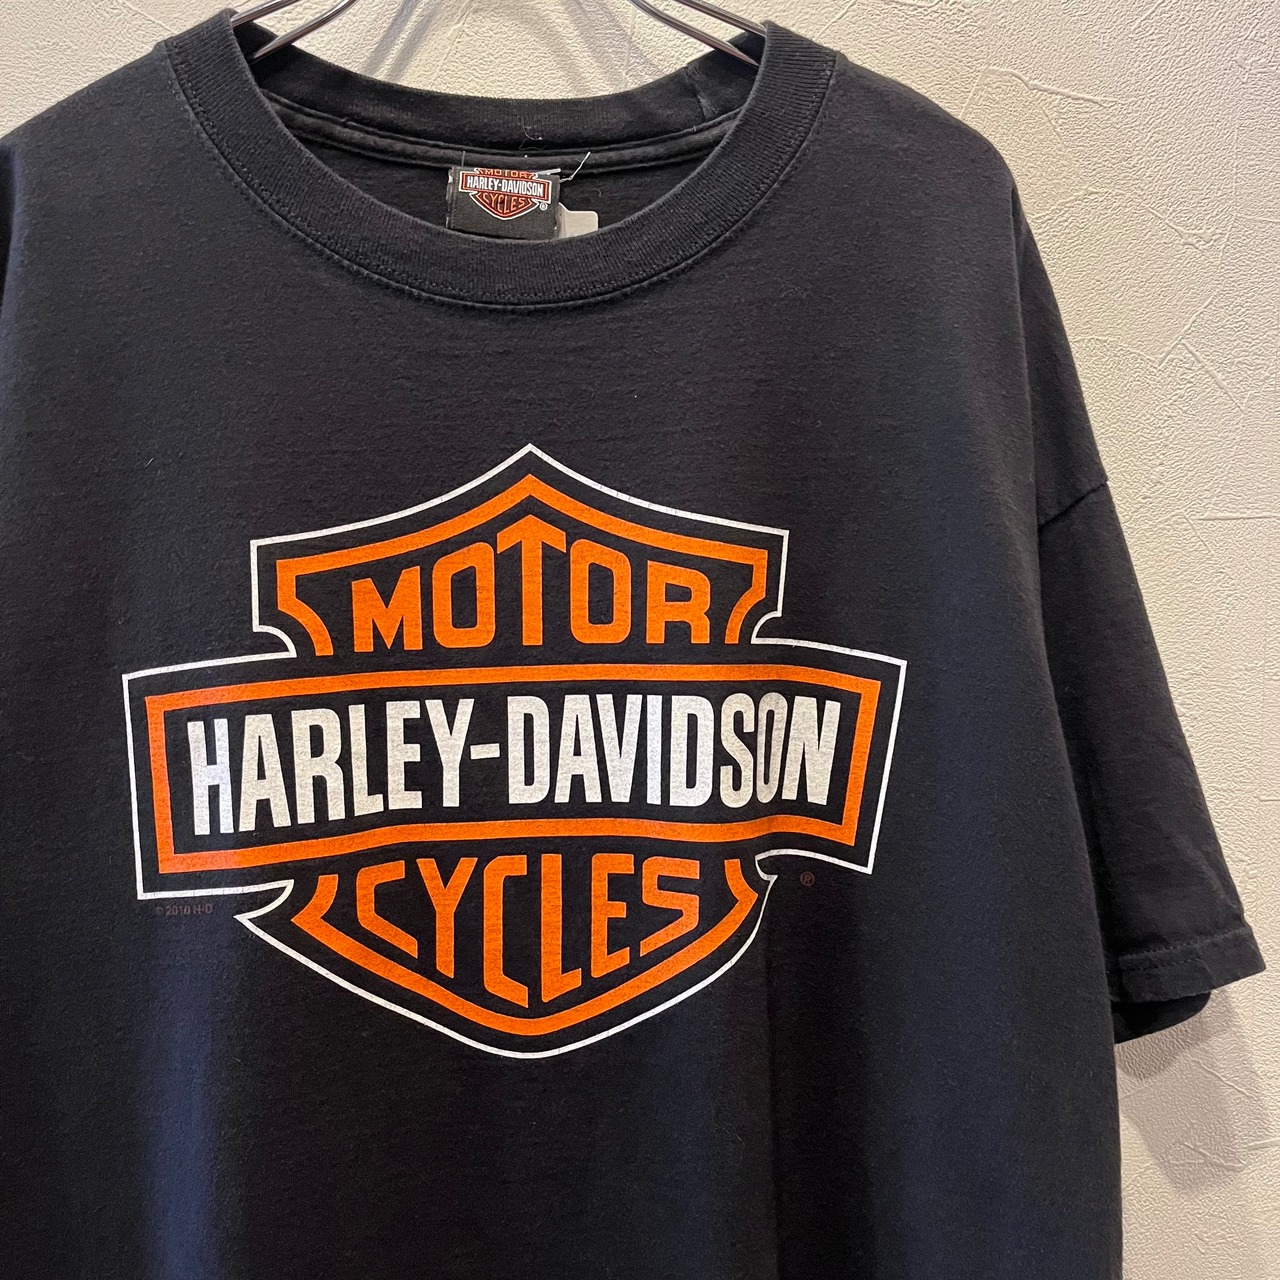 MOTOR
HARLEY-DAVIDSON
CYCLES
®
MOTOR
HARLEY-DAVIDSON
CYCLES
®
© 2010 H-D